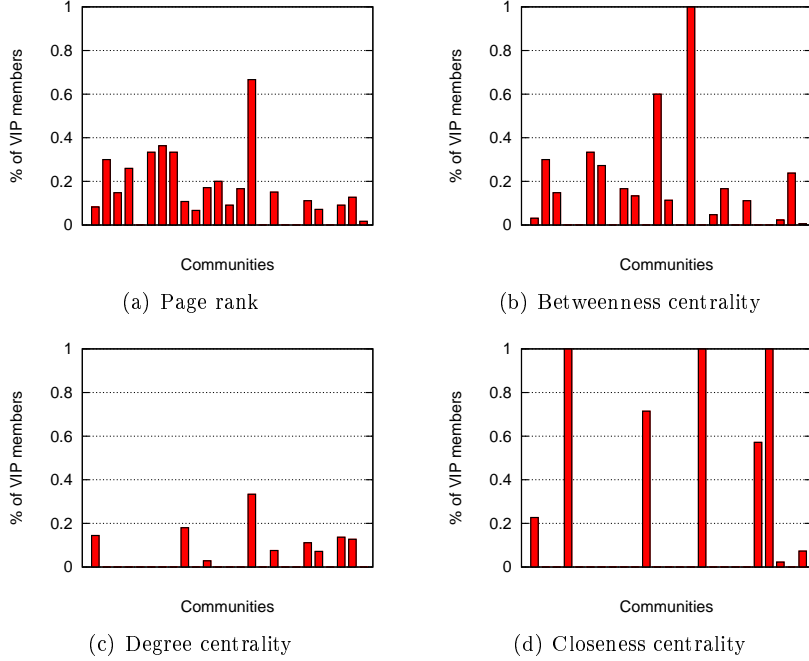 % of VIP members
1
0.8
0.6
0.4
0.2
0
Communities
(a) Page rank
% of VIP members
1
0.8
0.6
0.4
0.2
0
Communities
(b) Betweenness centrality
% of VIP members
1
0.8
0.6
0.4
0.2
0
Communities
(c) Degree centrality
% of VIP members
1
0.8
0.6
0.4
0.2
0
Communities
(d) Closeness centrality